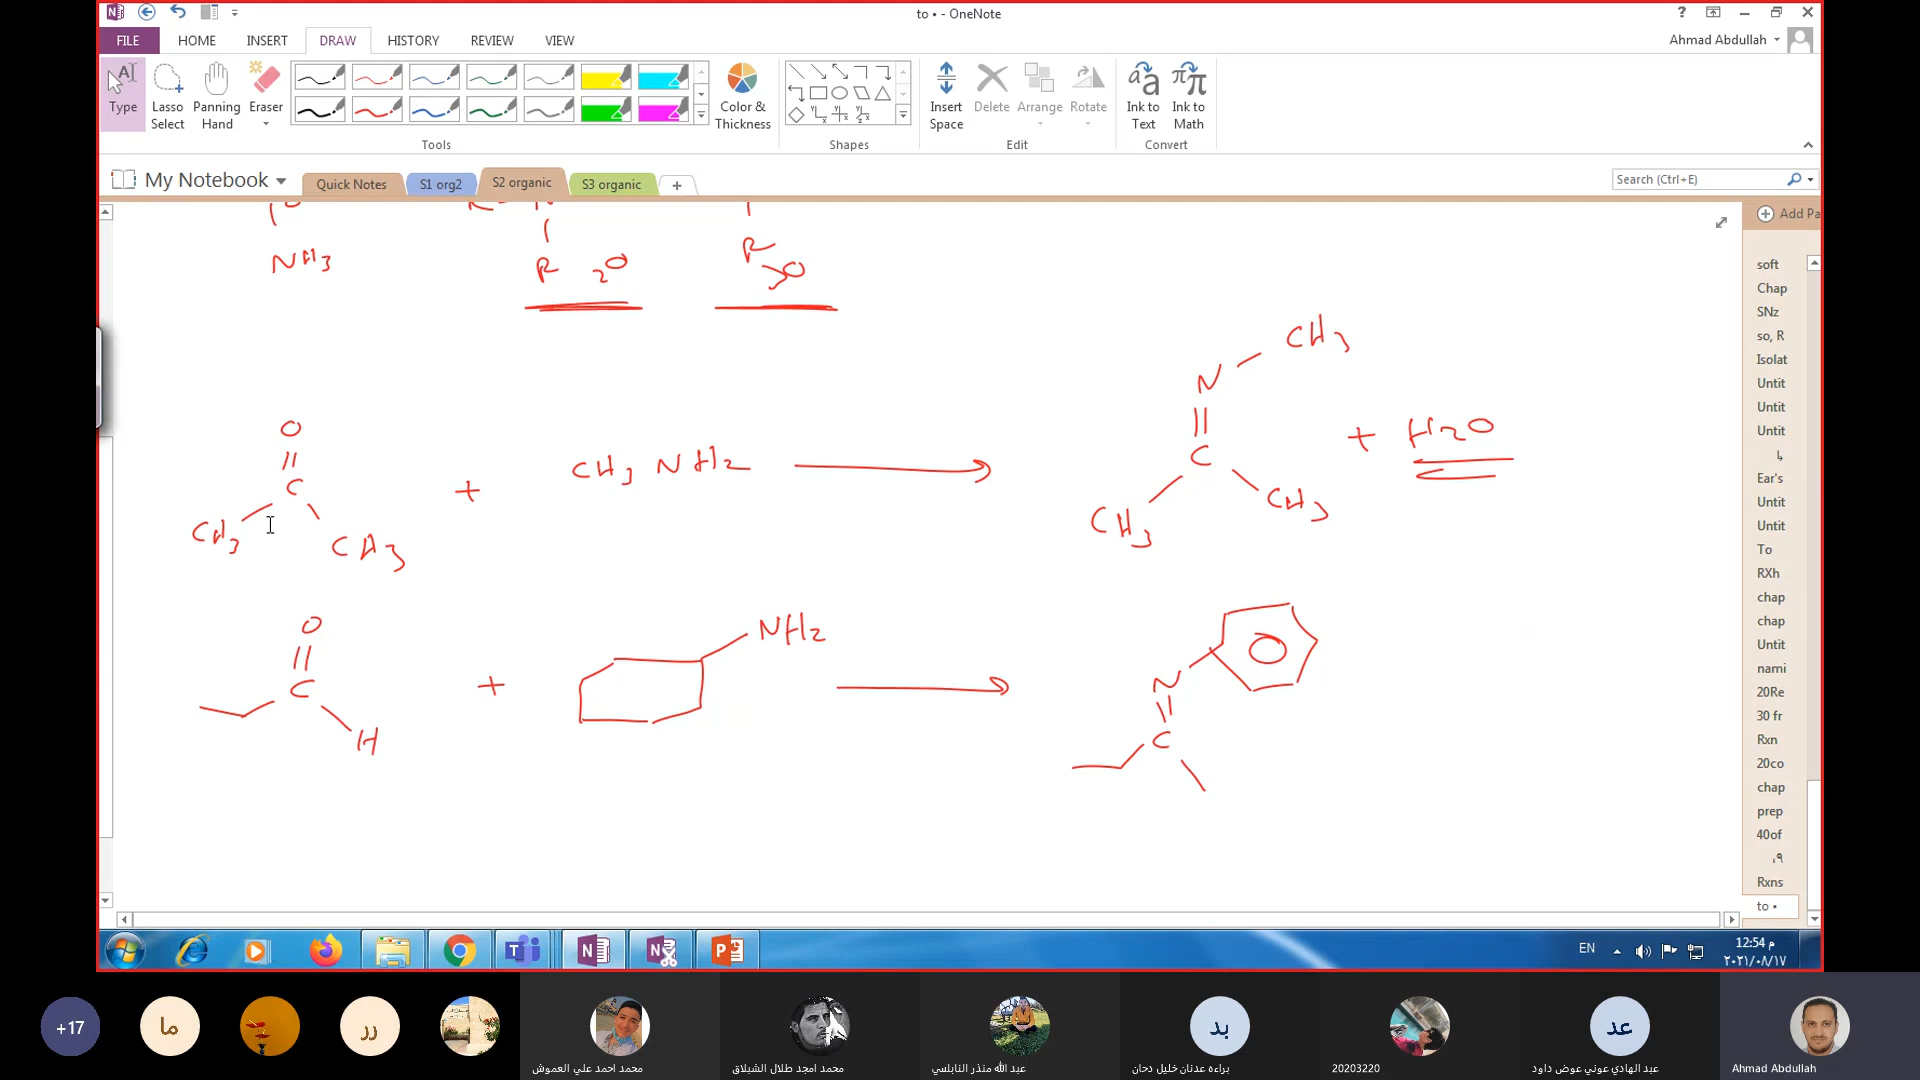 to • - OneNote
FILE HOME INSERT DRAW HISTORY REVIEW VIEW
Ahmad Abdullah
Type
Lasso Select
Panning Hand
Eraser
Color & Thickness
Insert Space
Delete
Arrange
Rotate
Ink to Text
Ink to Math
Tools
Shapes
Edit
Convert
My Notebook
Quick Notes
S1 org2
S2 organic
S3 organic
Search (Ctrl+E)
Add Pa
soft
Chap
SNz
so, R
Isolat
Untit
Untit
Untit
Ear's
Untit
Untit
To
RXh
chap
chap
Untit
nami
20Re
30 fr
Rxn
20co
chap
prep
40of
٠٩
Rxns
to •
NH3
R 2O
R 3O
O
C
CH3
CH3
+
CH3 NH2
N
CH3
C
CH3
CH3
+ H2O
O
C
H
+
NH2
N
C
EN
12:54 م
٢٠٢١/٠٨/١٧
+17
ما
رر
محمد احمد علي العموش
محمد امجد طلال الشبلاق
عبد الله منذر النابلسي
بد
براءه عدنان خليل دحان
20203220
عد
عبد الهادي عوني عوض داود
Ahmad Abdullah